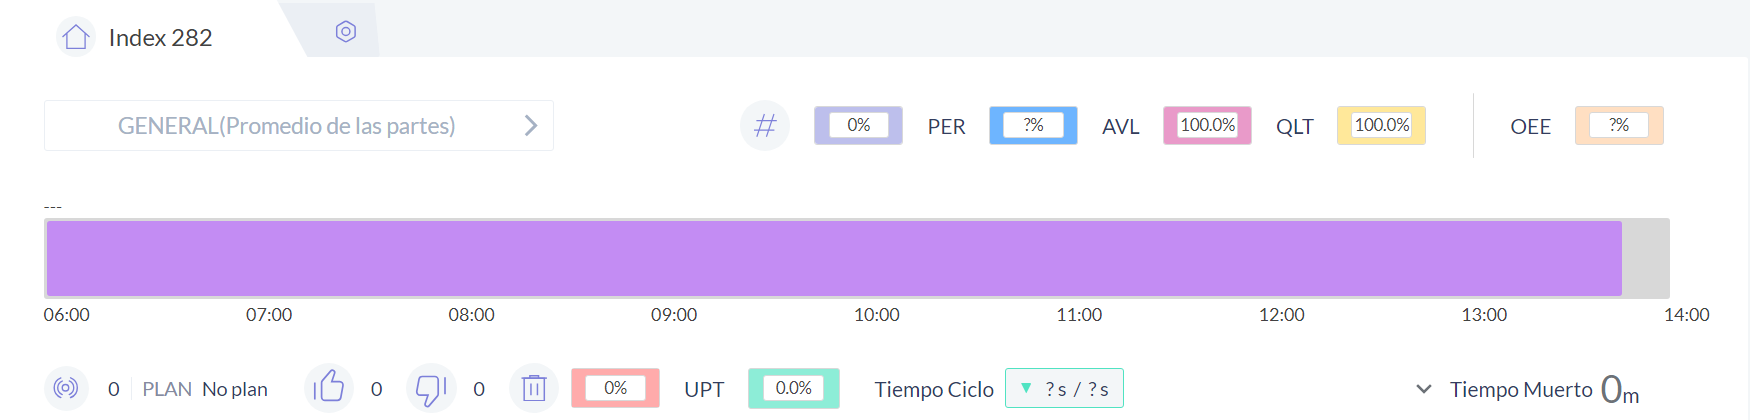 Index 282
GENERAL(Promedio de las partes)
# 0% PER ?% AVL 100.0% QLT 100.0% OEE ?%
---
06:00 07:00 08:00 09:00 10:00 11:00 12:00 13:00 14:00
0 PLAN No plan 0 0 0% UPT 0.0% Tiempo Ciclo ?s / ?s Tiempo Muerto 0m